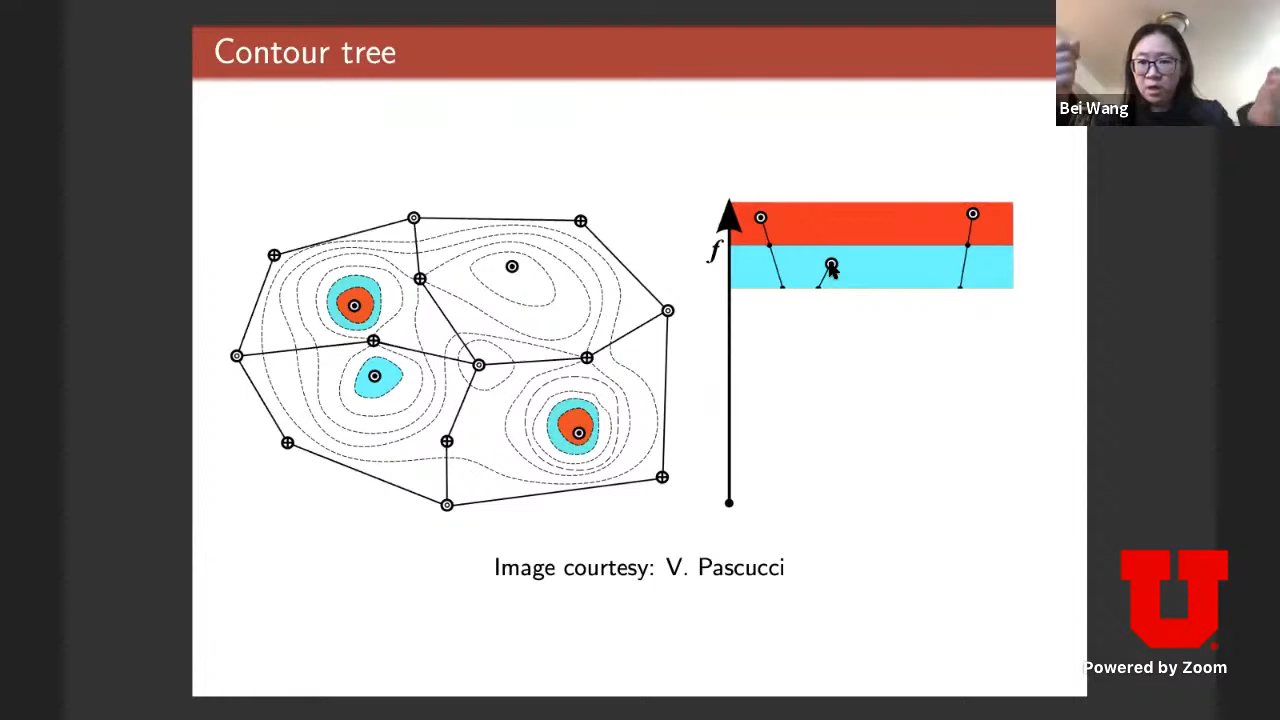 Contour tree
Bei Wang
f
Image courtesy: V. Pascucci
U
Powered by Zoom